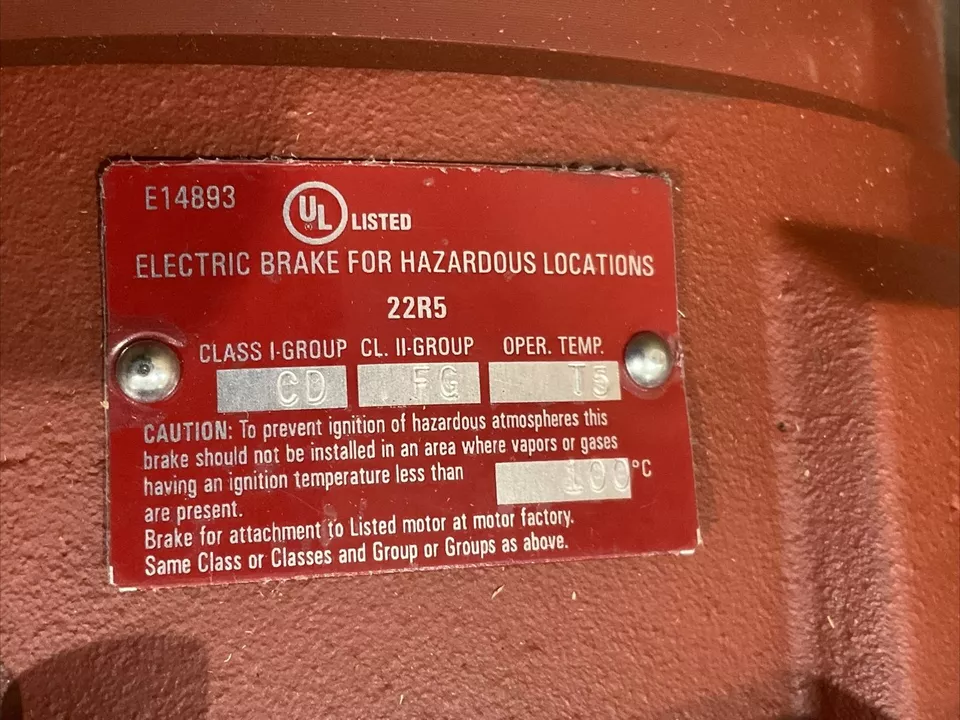 E14893 UL LISTED
ELECTRIC BRAKE FOR HAZARDOUS LOCATIONS
22R5
CLASS I-GROUP CL. II-GROUP OPER. TEMP.
CD FG T5
CAUTION: To prevent ignition of hazardous atmospheres this
brake should not be installed in an area where vapors or gases
having an ignition temperature less than 100°C
are present.
Brake for attachment to Listed motor at motor factory.
Same Class or Classes and Group or Groups as above.